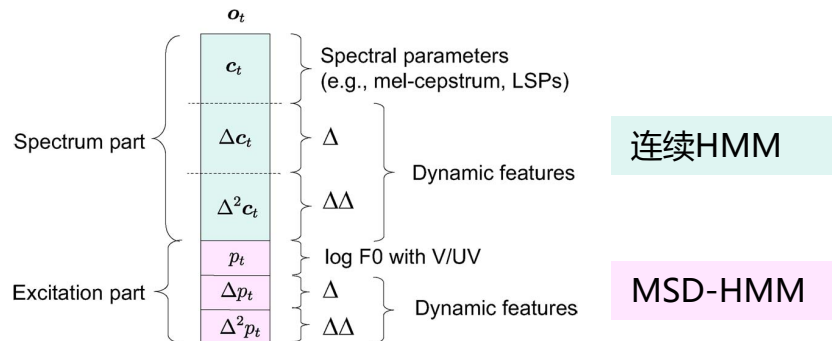 o_t
c_t
Spectral parameters
(e.g., mel-cepstrum, LSPs)
Spectrum part
Δc_t
Δ
Dynamic features
连续HMM
Δ²c_t
ΔΔ
p_t
log F0 with V/UV
Excitation part
Δp_t
Δ
Dynamic features
MSD-HMM
Δ²p_t
ΔΔ